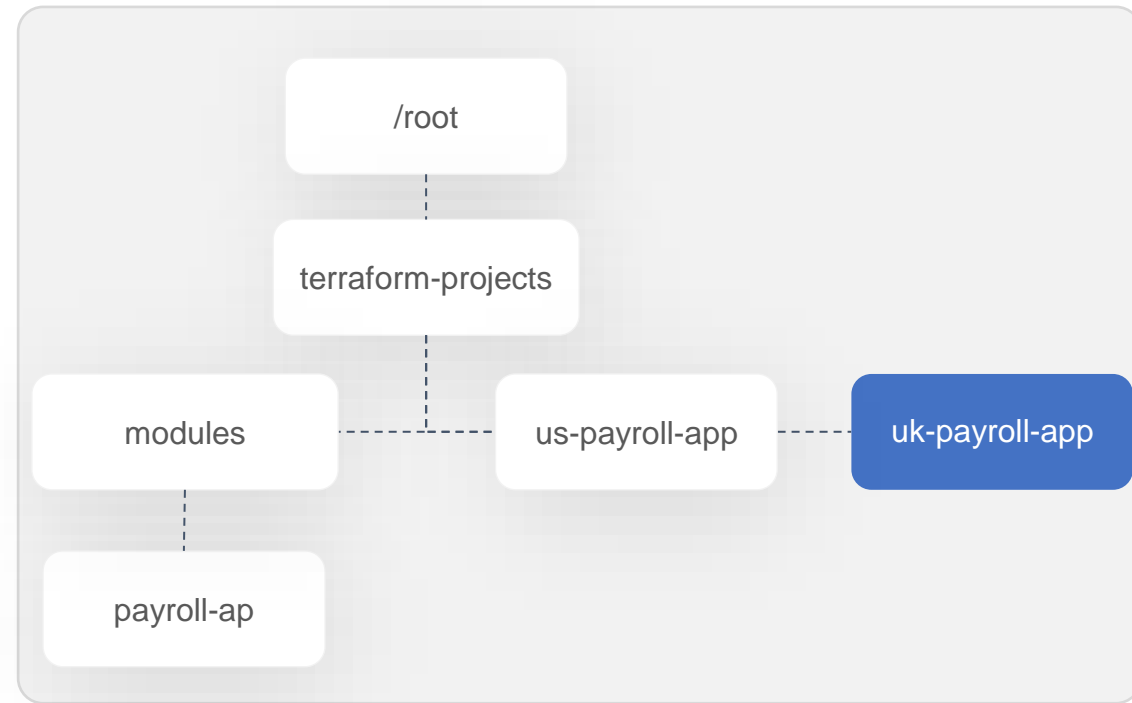 /root
terraform-projects
modules
us-payroll-app
uk-payroll-app
payroll-ap